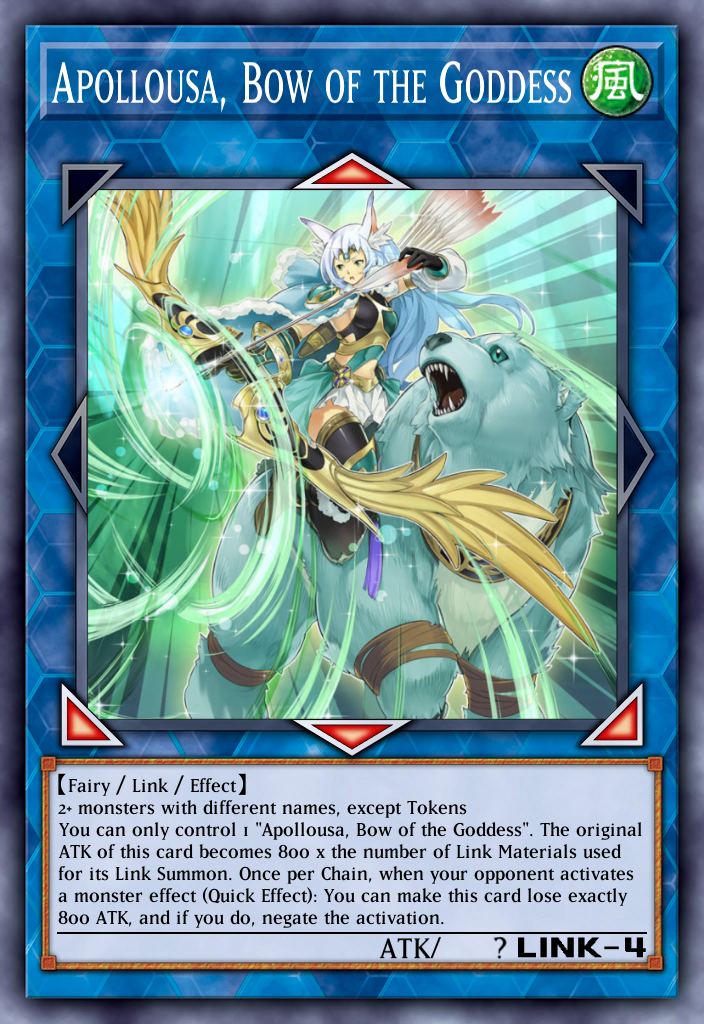 Apollousa, Bow of the Goddess 風
【Fairy / Link / Effect】
2+ monsters with different names, except Tokens
You can only control 1 "Apollousa, Bow of the Goddess". The original
ATK of this card becomes 800 x the number of Link Materials used
for its Link Summon. Once per Chain, when your opponent activates
a monster effect (Quick Effect): You can make this card lose exactly
800 ATK, and if you do, negate the activation.
ATK/ ? LINK-4